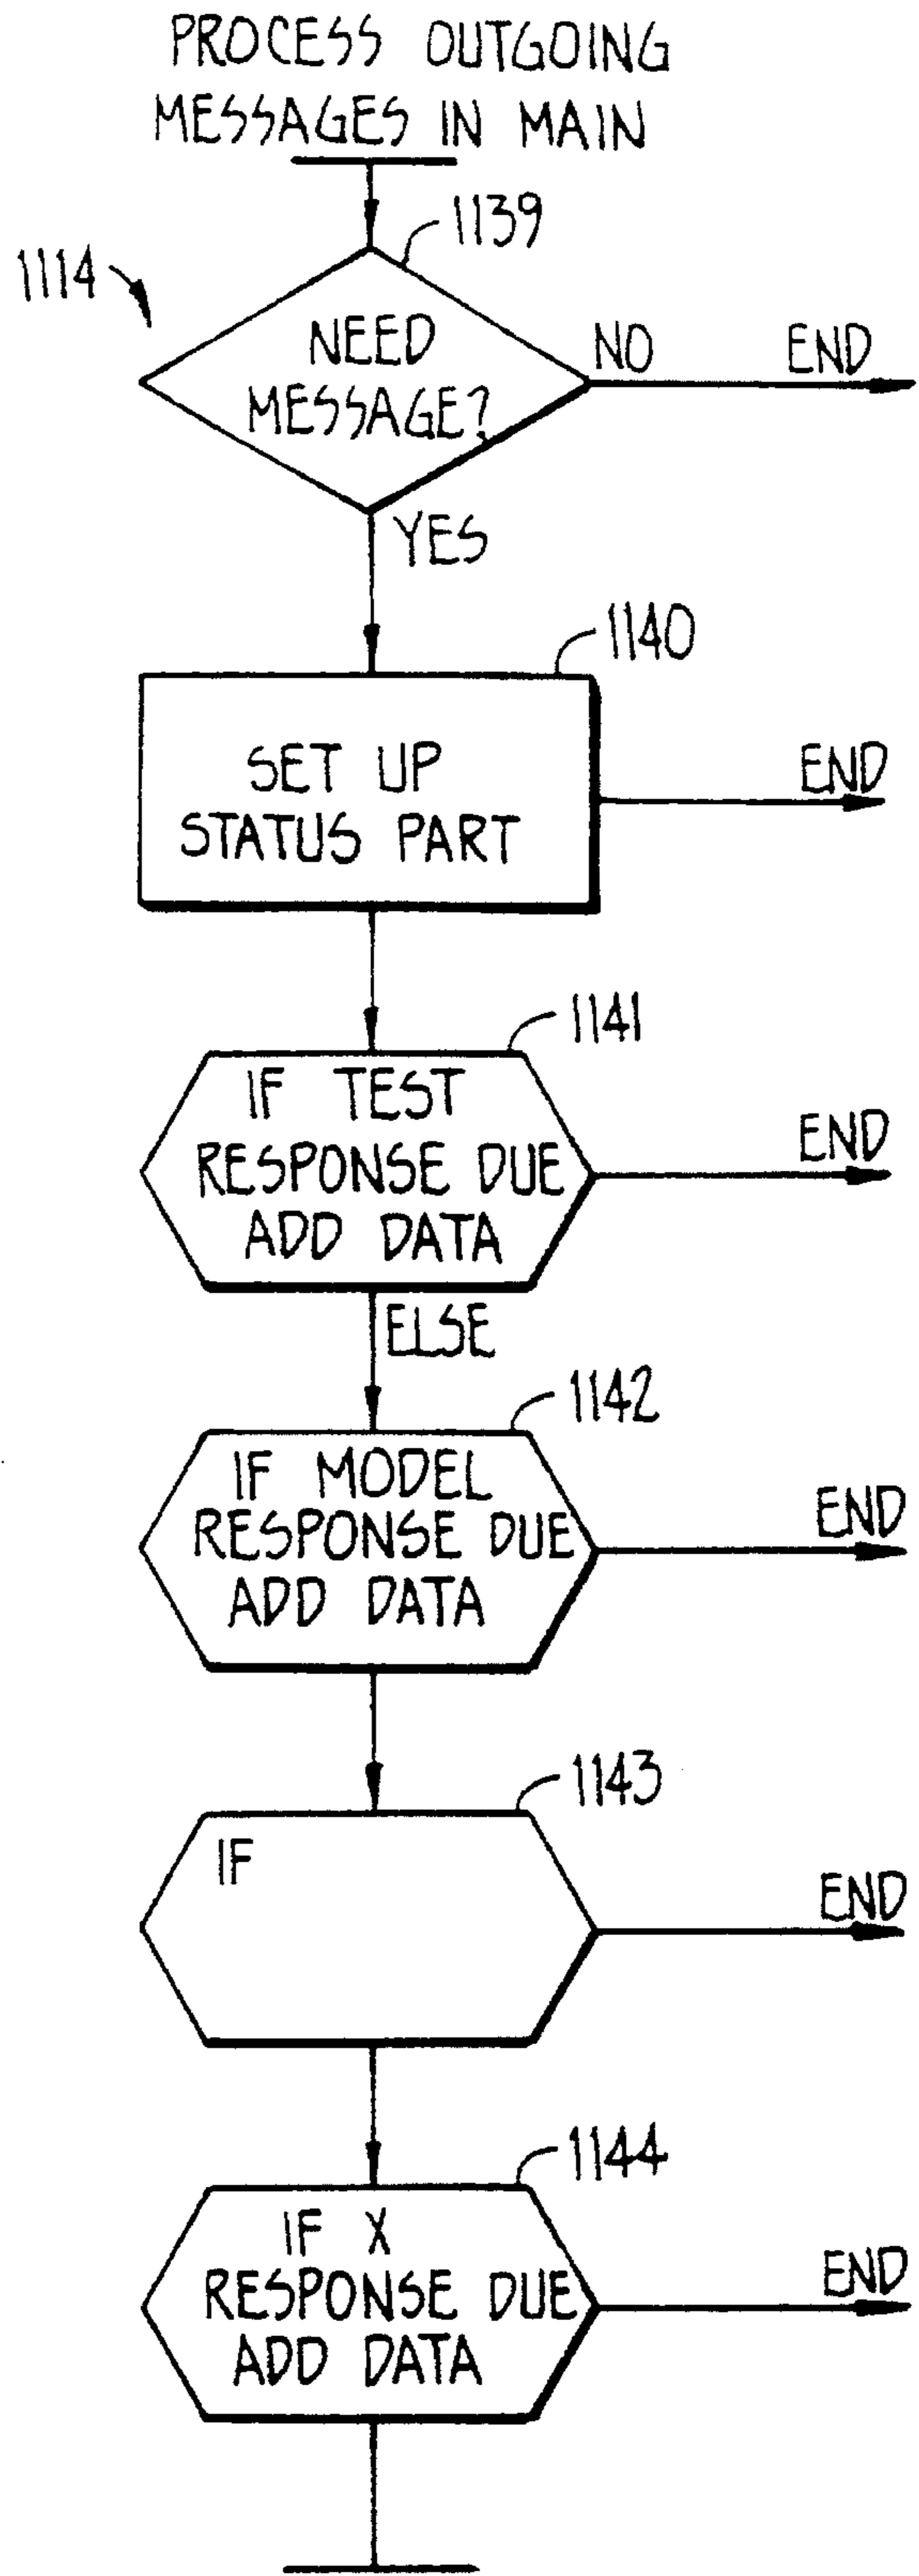 PROCESS OUTGOING
MESSAGES IN MAIN
1139
1114
NEED
MESSAGE?
NO
END
YES
1140
SET UP
STATUS PART
END
1141
IF TEST
RESPONSE DUE
ADD DATA
END
ELSE
1142
IF MODEL
RESPONSE DUE
ADD DATA
END
1143
IF
END
1144
IF X
RESPONSE DUE
ADD DATA
END